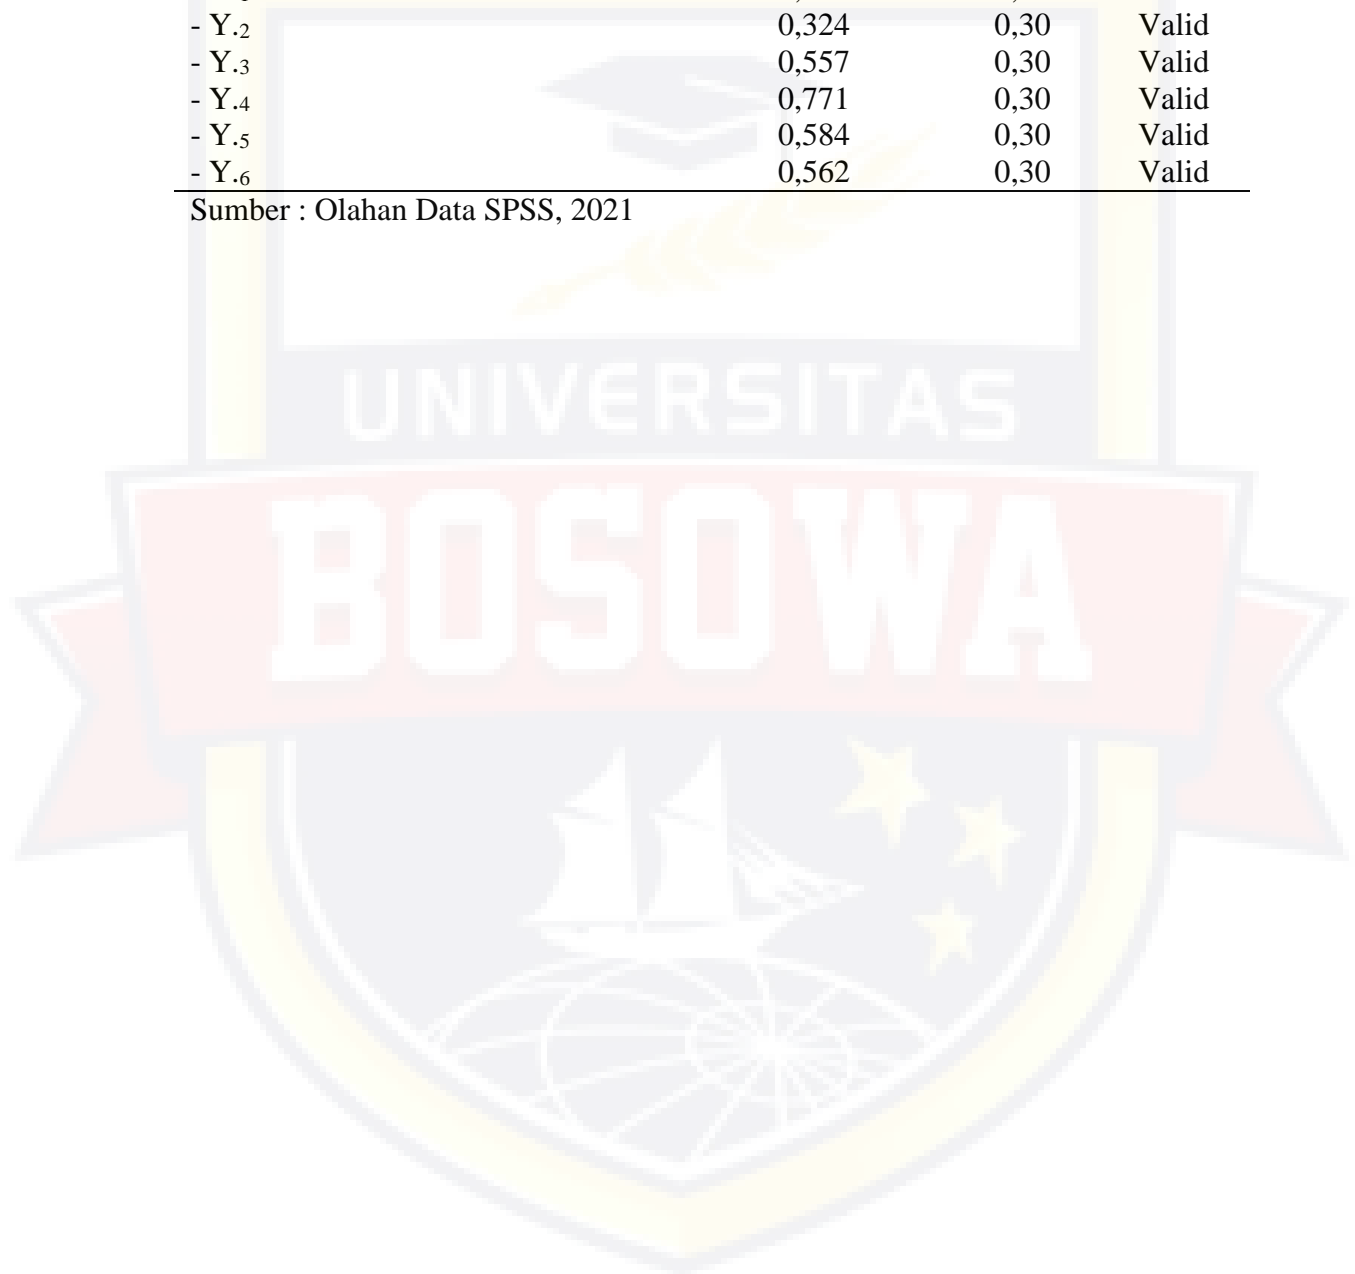 - Y.₂ 0,324 0,30 Valid
- Y.₃ 0,557 0,30 Valid
- Y.₄ 0,771 0,30 Valid
- Y.₅ 0,584 0,30 Valid
- Y.₆ 0,562 0,30 Valid
Sumber : Olahan Data SPSS, 2021
UNIVERSITAS
BOSOWA